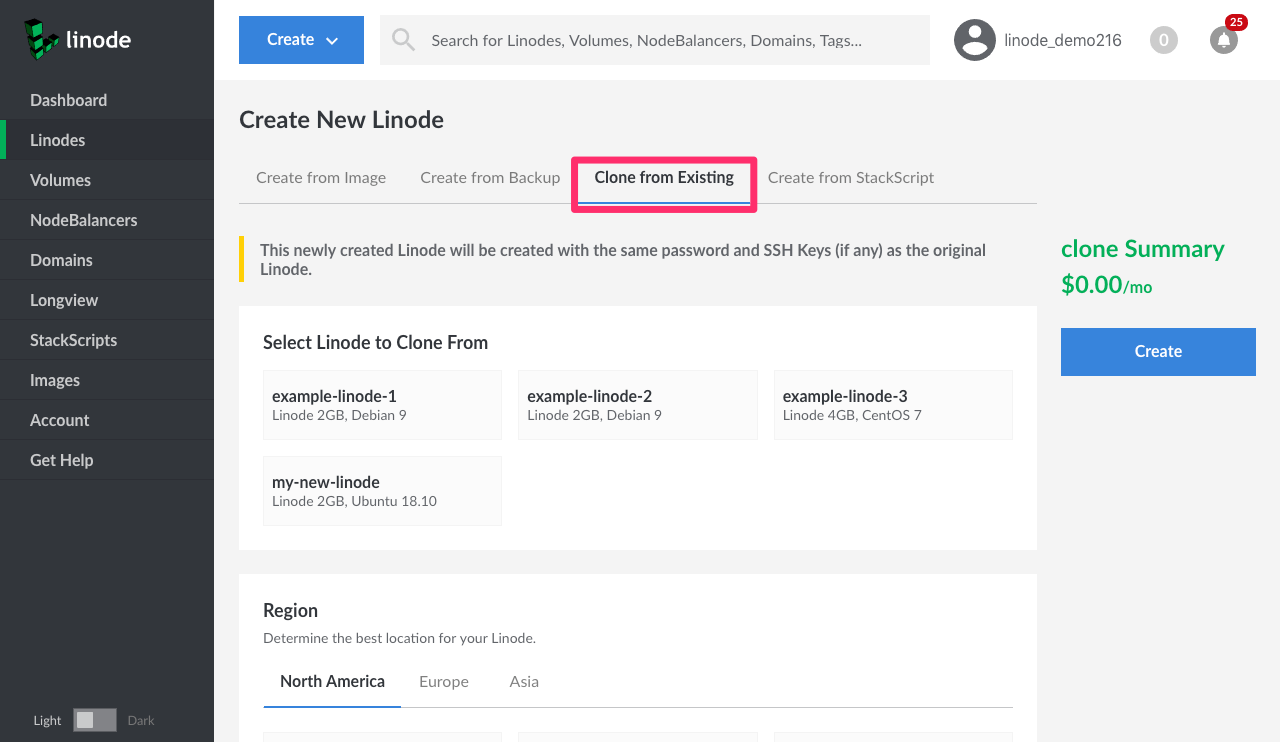 linode
Create
Search for Linodes, Volumes, NodeBalancers, Domains, Tags...
linode_demo216
0
25
Dashboard
Linodes
Volumes
NodeBalancers
Domains
Longview
StackScripts
Images
Account
Get Help
Light
Dark
Create New Linode
Create from Image
Create from Backup
Clone from Existing
Create from StackScript
This newly created Linode will be created with the same password and SSH Keys (if any) as the original
Linode.
Select Linode to Clone From
example-linode-1
Linode 2GB, Debian 9
example-linode-2
Linode 2GB, Debian 9
example-linode-3
Linode 4GB, CentOS 7
my-new-linode
Linode 2GB, Ubuntu 18.10
Region
Determine the best location for your Linode.
North America
Europe
Asia
clone Summary
$0.00/mo
Create